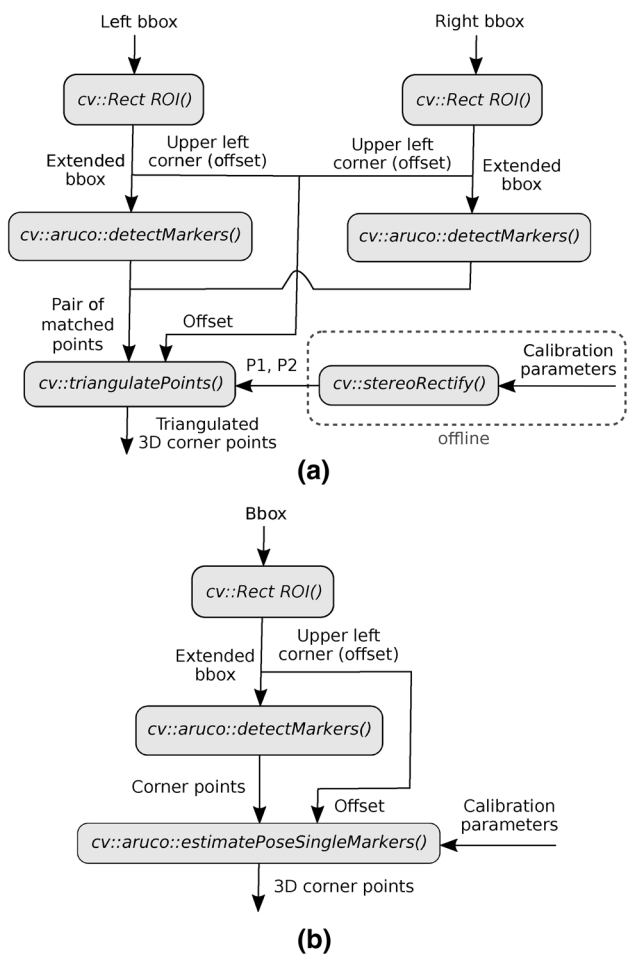 Left bbox
Right bbox
cv::Rect ROI()
cv::Rect ROI()
Upper left
corner (offset)
Upper left
corner (offset)
Extended
bbox
Extended
bbox
cv::aruco::detectMarkers()
cv::aruco::detectMarkers()
Pair of
matched
points
Offset
P1, P2
Calibration
parameters
cv::triangulatePoints()
cv::stereoRectify()
Triangulated
3D corner points
offline
(a)
Bbox
cv::Rect ROI()
Upper left
corner (offset)
Extended
bbox
cv::aruco::detectMarkers()
Corner points
Offset
Calibration
parameters
cv::aruco::estimatePoseSingleMarkers()
3D corner points
(b)